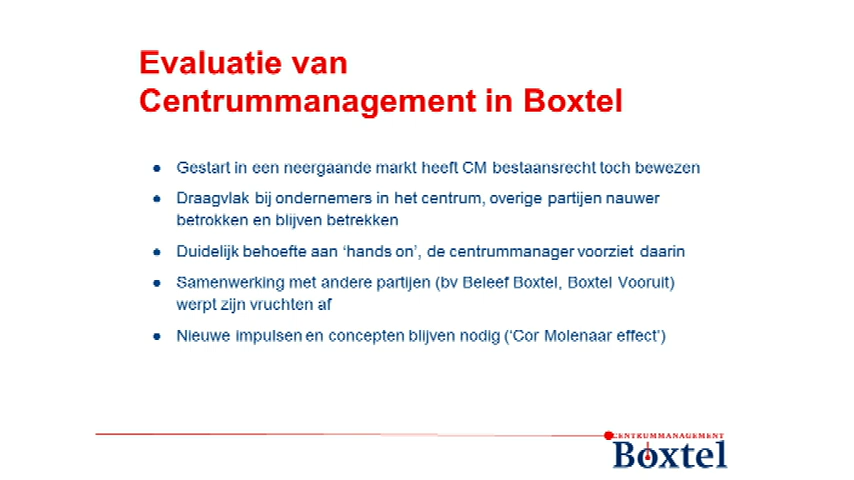 Evaluatie van
Centrummanagement in Boxtel
● Gestart in een neergaande markt heeft CM bestaansrecht toch bewezen
● Draagvlak bij ondernemers in het centrum, overige partijen nauwer
betrokken en blijven betrekken
● Duidelijk behoefte aan ‘hands on’, de centrummanager voorziet daarin
● Samenwerking met andere partijen (bv Beleef Boxtel, Boxtel Vooruit)
werpt zijn vruchten af
● Nieuwe impulsen en concepten blijven nodig (‘Cor Molenaar effect’)
CENTRUMMANAGEMENT
Boxtel